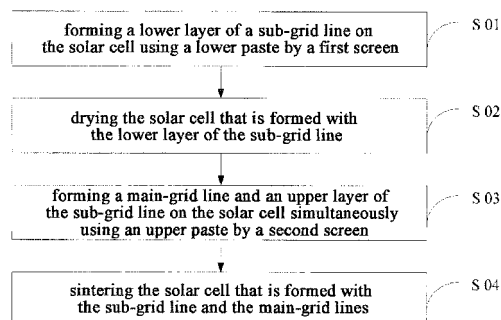 forming a lower layer of a sub-grid line on
the solar cell using a lower paste by a first screen
S 01
drying the solar cell that is formed with
the lower layer of the sub-grid line
S 02
forming a main-grid line and an upper layer of
the sub-grid line on the solar cell simultaneously
using an upper paste by a second screen
S 03
sintering the solar cell that is formed with
the sub-grid line and the main-grid lines
S 04